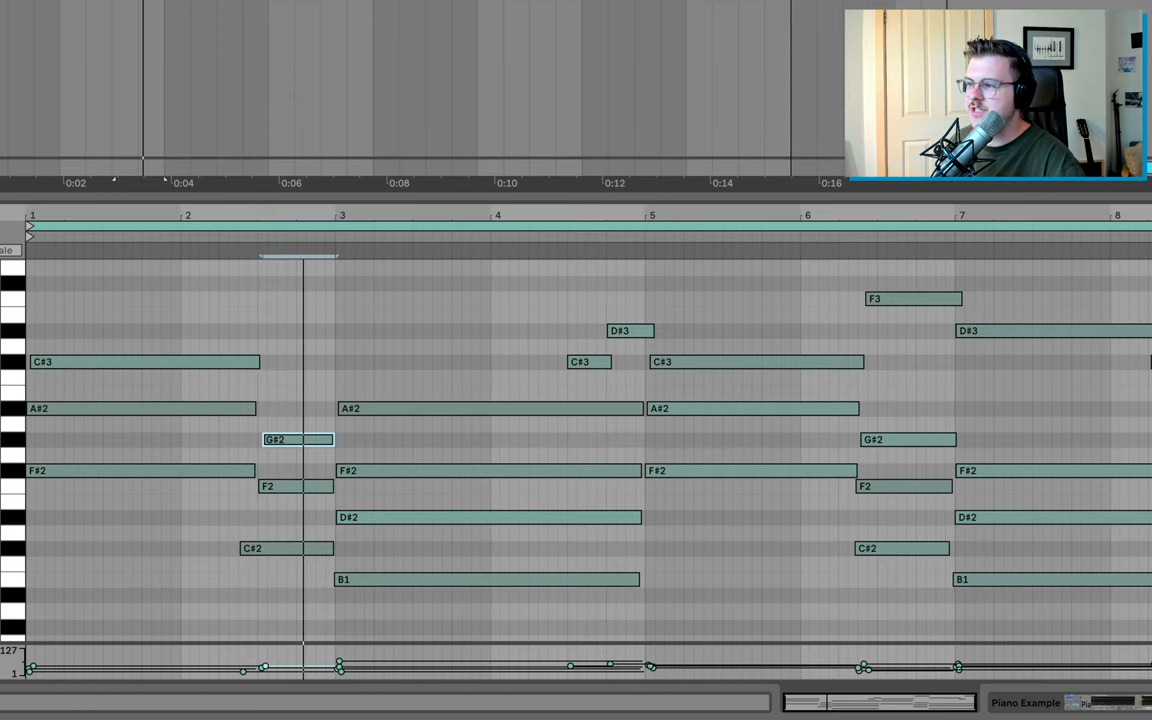 0:02 0:04 0:06 0:08 0:10 0:12 0:14 0:16
1 2 3 4 5 6 7 8
ale
F3
D♯3 D♯3
C♯3 C♯3 C♯3
A♯2 A♯2 A♯2
G♯2 G♯2
F♯2 F♯2 F♯2 F♯2
F2 F2
D♯2 D♯2
C♯2 C♯2
B1 B1
127
1
Piano Example